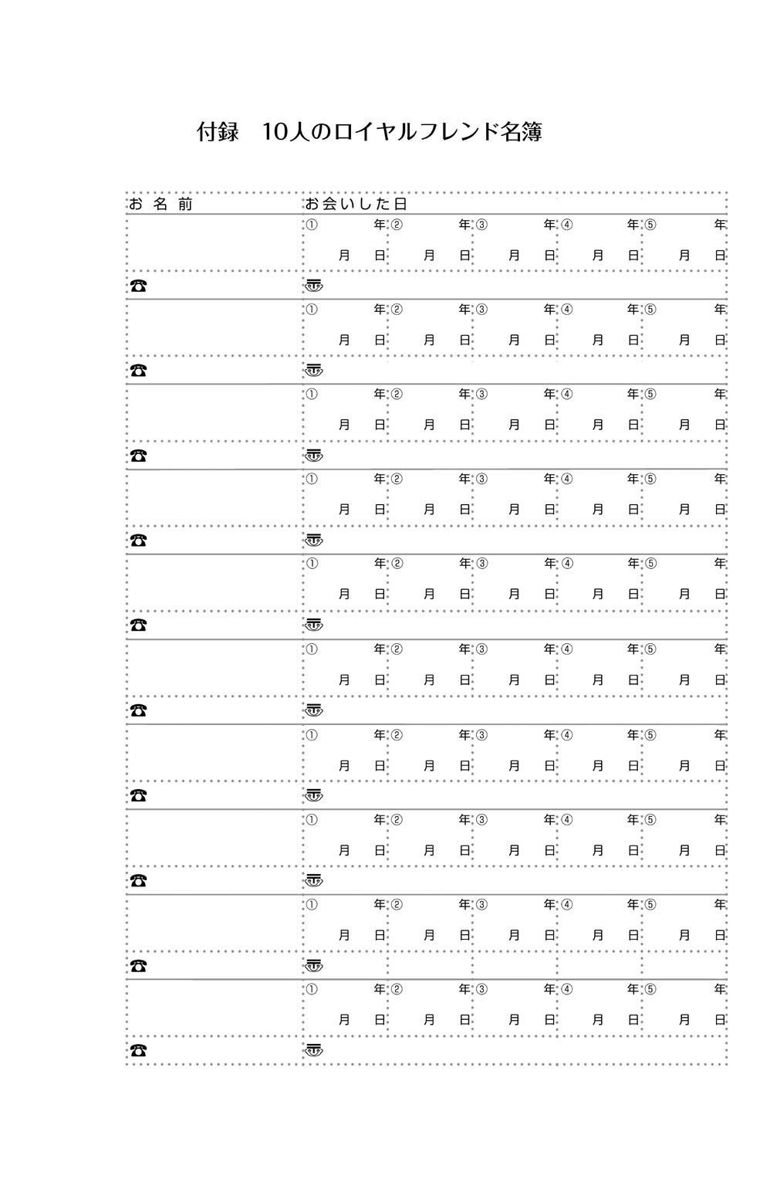 付録　10人のロイヤルフレンド名簿
お 名 前　お会いした日
① 年 ② 年 ③ 年 ④ 年 ⑤ 年
月 日 月 日 月 日 月 日 月 日
☎ 〠
① 年 ② 年 ③ 年 ④ 年 ⑤ 年
月 日 月 日 月 日 月 日 月 日
☎ 〠
① 年 ② 年 ③ 年 ④ 年 ⑤ 年
月 日 月 日 月 日 月 日 月 日
☎ 〠
① 年 ② 年 ③ 年 ④ 年 ⑤ 年
月 日 月 日 月 日 月 日 月 日
☎ 〠
① 年 ② 年 ③ 年 ④ 年 ⑤ 年
月 日 月 日 月 日 月 日 月 日
☎ 〠
① 年 ② 年 ③ 年 ④ 年 ⑤ 年
月 日 月 日 月 日 月 日 月 日
☎ 〠
① 年 ② 年 ③ 年 ④ 年 ⑤ 年
月 日 月 日 月 日 月 日 月 日
☎ 〠
① 年 ② 年 ③ 年 ④ 年 ⑤ 年
月 日 月 日 月 日 月 日 月 日
☎ 〠
① 年 ② 年 ③ 年 ④ 年 ⑤ 年
月 日 月 日 月 日 月 日 月 日
☎ 〠
① 年 ② 年 ③ 年 ④ 年 ⑤ 年
月 日 月 日 月 日 月 日 月 日
☎ 〠